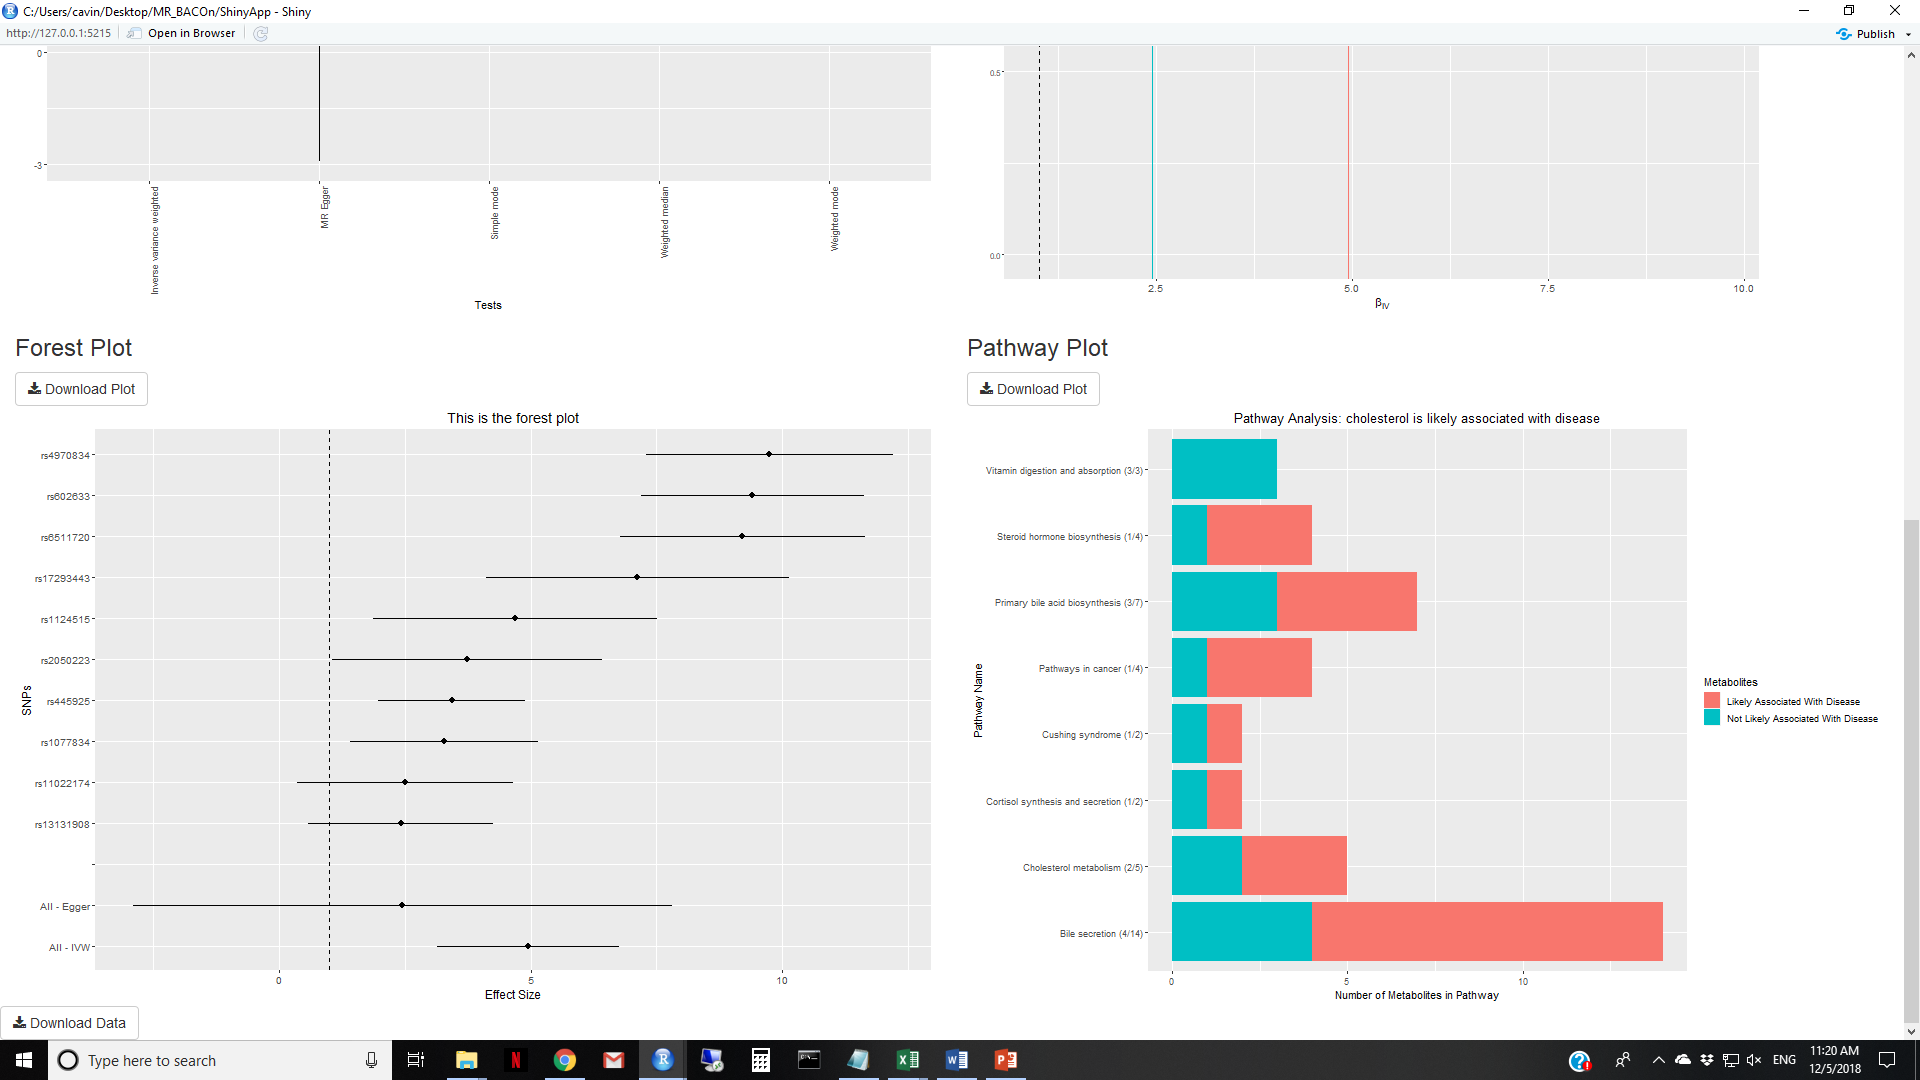 C:/Users/cavin/Desktop/MR_BACOn/ShinyApp - Shiny
http://127.0.0.1:5215
Open in Browser
Publish
0
-3
Inverse variance weighted
MR Egger
Simple mode
Weighted median
Weighted mode
Tests
0.5
0.0
2.5
5.0
7.5
10.0
βIV
Forest Plot
Download Plot
This is the forest plot
SNPs
rs4970834
rs602633
rs6511720
rs17293443
rs1124515
rs2050223
rs445925
rs1077834
rs11022174
rs13131908
All - Egger
All - IVW
0
5
10
Effect Size
Download Data
Pathway Plot
Download Plot
Pathway Analysis: cholesterol is likely associated with disease
Pathway Name
Vitamin digestion and absorption (3/3)
Steroid hormone biosynthesis (1/4)
Primary bile acid biosynthesis (3/7)
Pathways in cancer (1/4)
Cushing syndrome (1/2)
Cortisol synthesis and secretion (1/2)
Cholesterol metabolism (2/5)
Bile secretion (4/14)
0
5
10
Number of Metabolites in Pathway
Metabolites
Likely Associated With Disease
Not Likely Associated With Disease
Type here to search
ENG
11:20 AM
12/5/2018